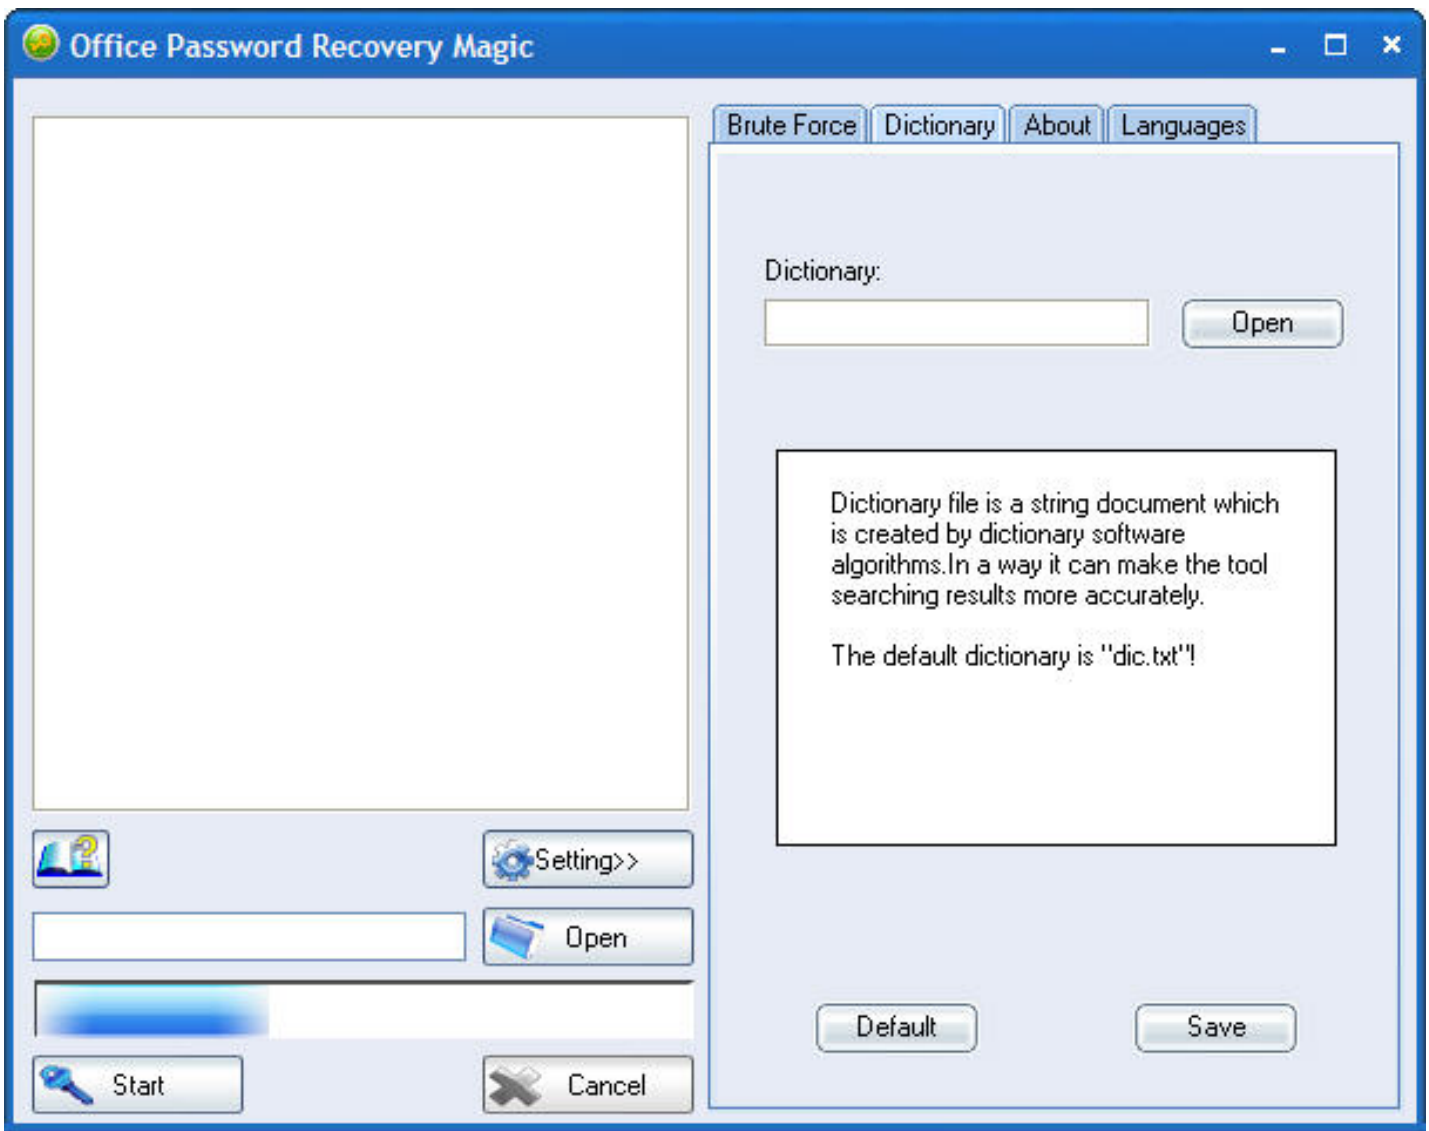 Office Password Recovery Magic
Brute Force
Dictionary
About
Languages
Dictionary:
Open
Dictionary file is a string document which
is created by dictionary software
algorithms.In a way it can make the tool
searching results more accurately.
The default dictionary is "dic.txt"!
Setting>>
Open
Default
Save
Start
Cancel